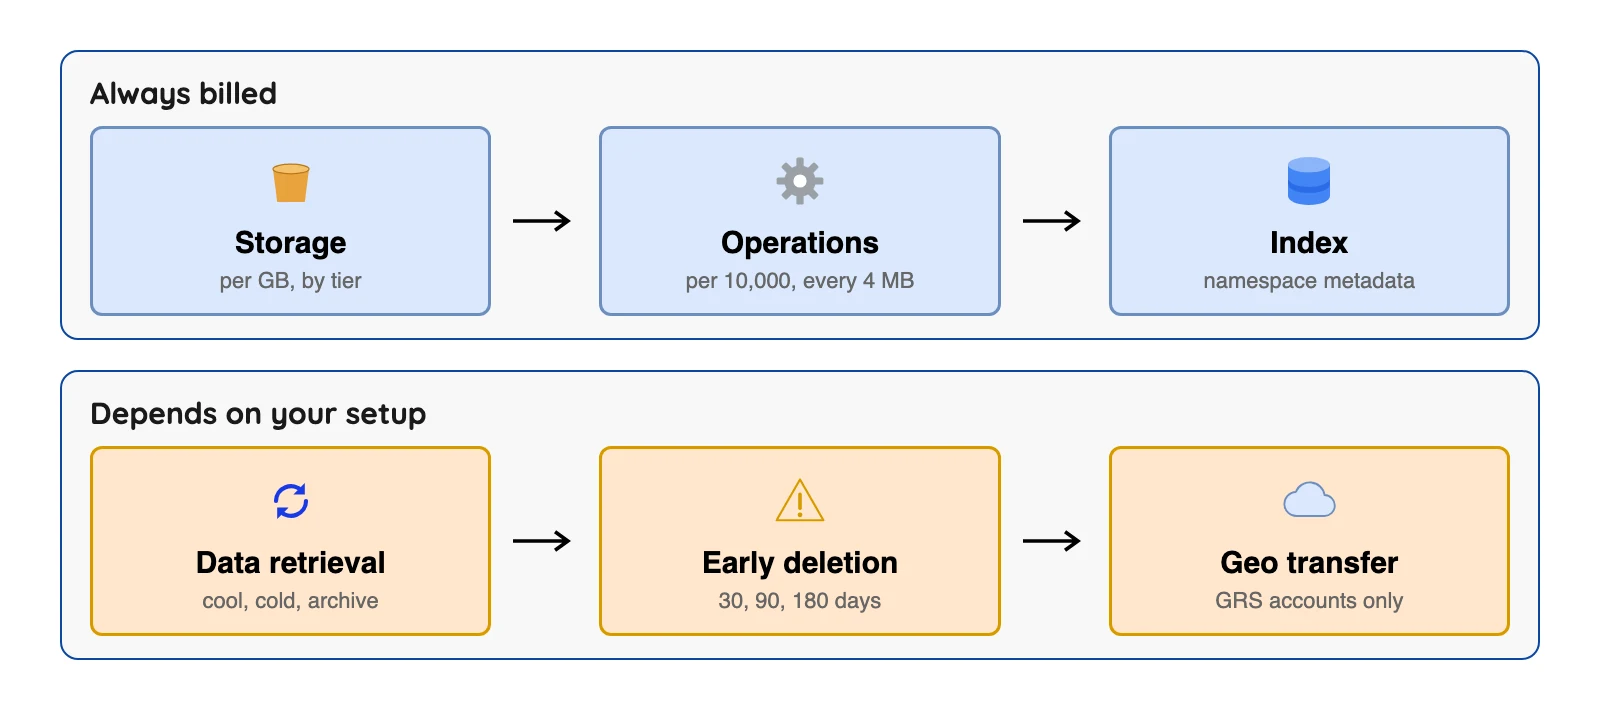 Always billed
Storage
per GB, by tier
Operations
per 10,000, every 4 MB
Index
namespace metadata
Depends on your setup
Data retrieval
cool, cold, archive
Early deletion
30, 90, 180 days
Geo transfer
GRS accounts only